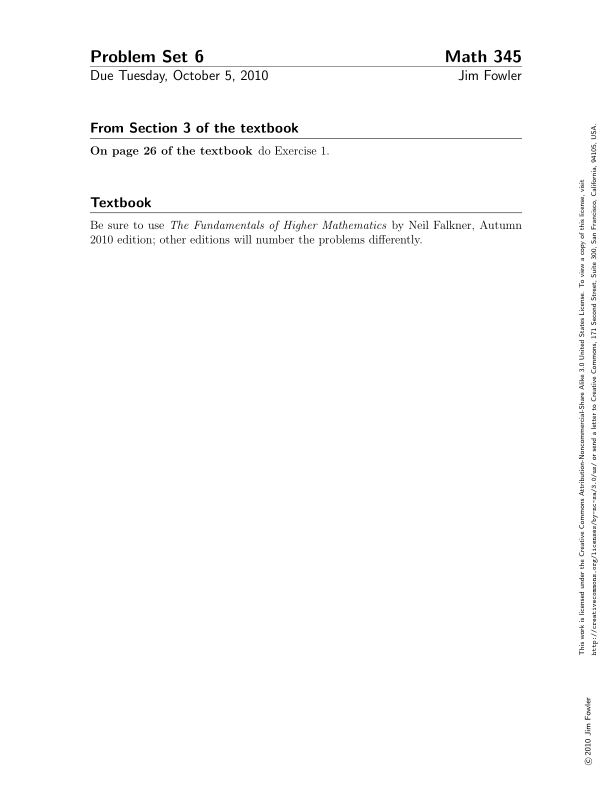 Problem Set 6 Math 345
Due Tuesday, October 5, 2010 Jim Fowler
From Section 3 of the textbook
On page 26 of the textbook do Exercise 1.
Textbook
Be sure to use The Fundamentals of Higher Mathematics by Neil Falkner, Autumn
2010 edition; other editions will number the problems differently.
This work is licensed under the Creative Commons Attribution-Noncommercial-Share Alike 3.0 United States License. To view a copy of this license, visit
http://creativecommons.org/licenses/by-nc-sa/3.0/us/ or send a letter to Creative Commons, 171 Second Street, Suite 300, San Francisco, California, 94105, USA.
© 2010 Jim Fowler